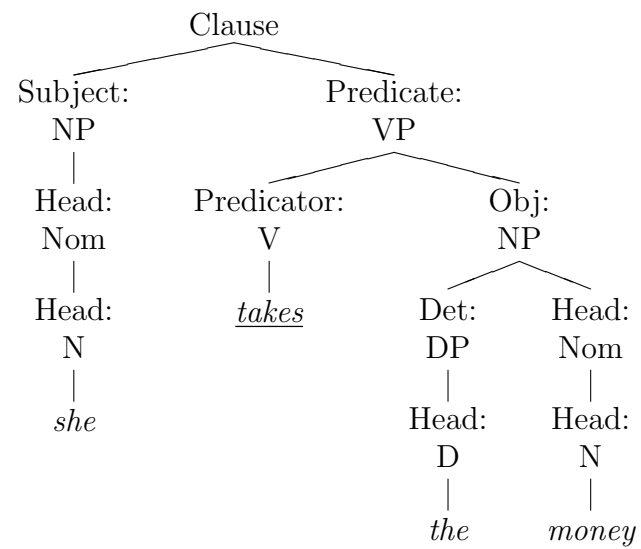 Clause
Subject: Predicate:
NP VP
Head: Predicator: Obj:
Nom V NP
Head: takes Det: Head:
N DP Nom
she Head: Head:
D N
the money